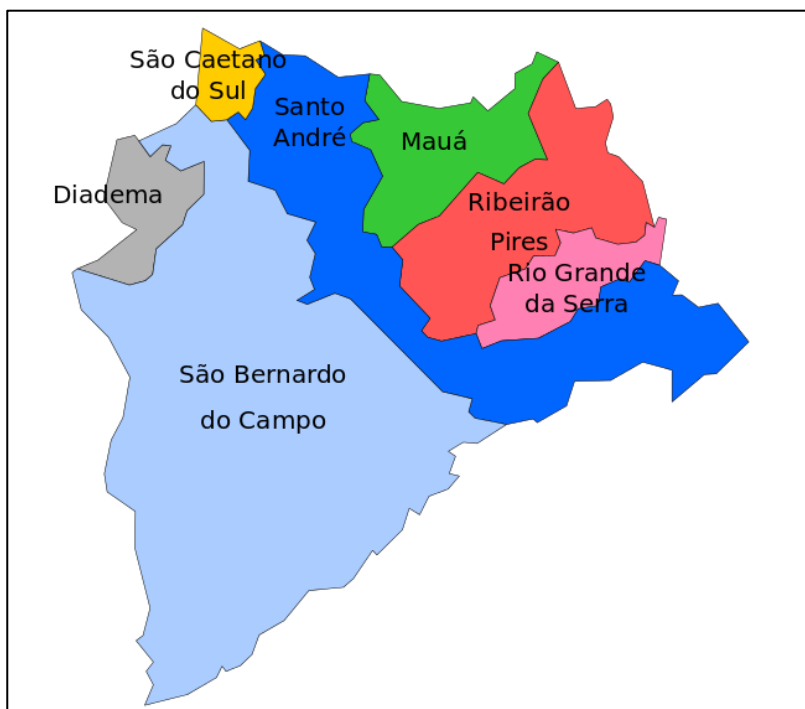 São Caetano
do Sul
Santo
André
Mauá
Diadema
Ribeirão
Pires
Rio Grande
da Serra
São Bernardo
do Campo